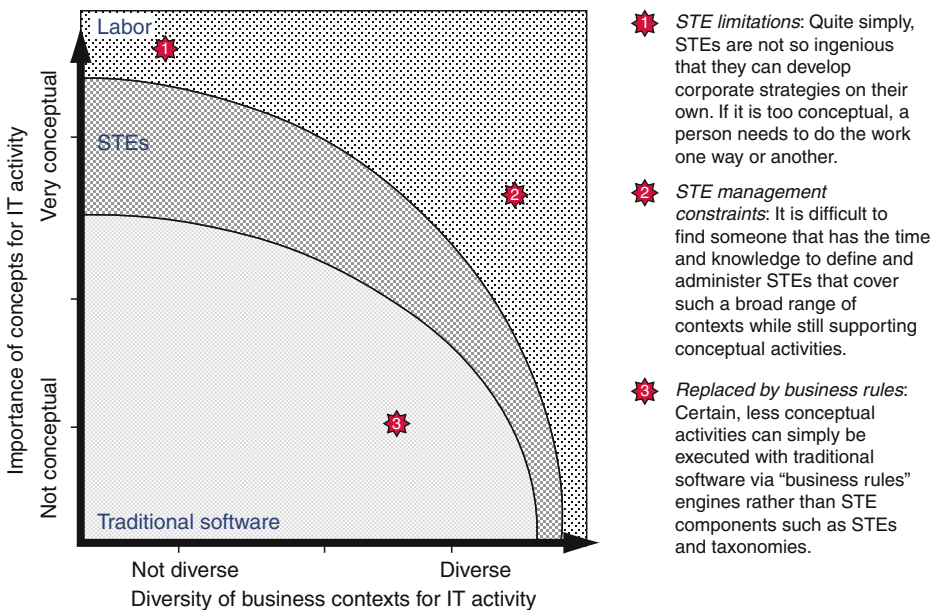 Labor
1
STEs
2
3
Traditional software
Importance of concepts for IT activity
Very conceptual
Not conceptual
Not diverse
Diverse
Diversity of business contexts for IT activity
1
STE limitations: Quite simply,
STEs are not so ingenious
that they can develop
corporate strategies on their
own. If it is too conceptual, a
person needs to do the work
one way or another.
2
STE management
constraints: It is difficult to
find someone that has the time
and knowledge to define and
administer STEs that cover
such a broad range of
contexts while still supporting
conceptual activities.
3
Replaced by business rules:
Certain, less conceptual
activities can simply be
executed with traditional
software via “business rules”
engines rather than STE
components such as STEs
and taxonomies.